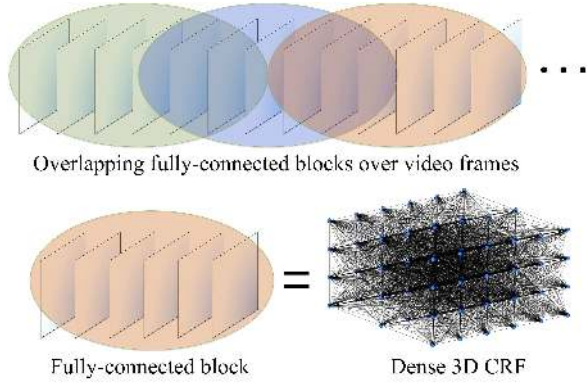 Overlapping fully-connected blocks over video frames
Fully-connected block
Dense 3D CRF